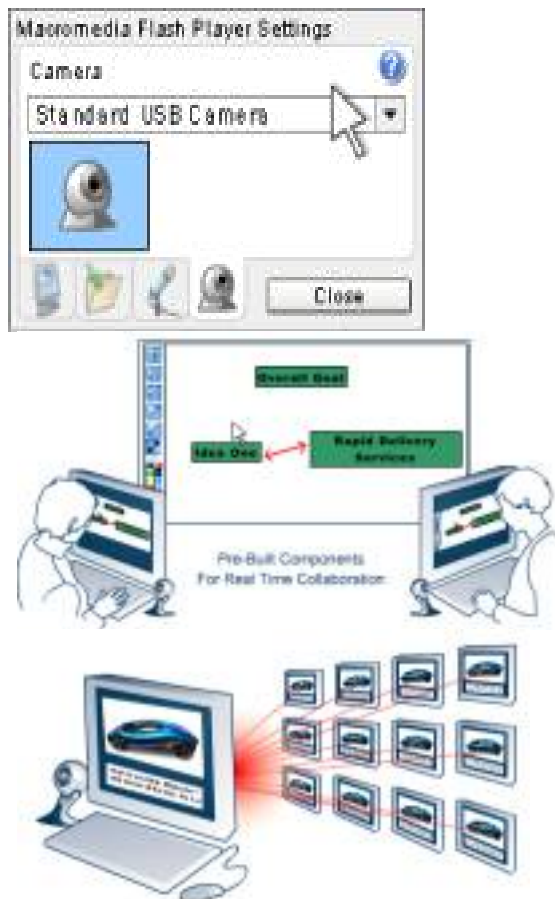 Macromedia Flash Player Settings
Camera
?
Standard USB Camera
Close
Overall Goal
Idea One
Rapid Delivery
Services
Pre-Built Components
For Real Time Collaboration